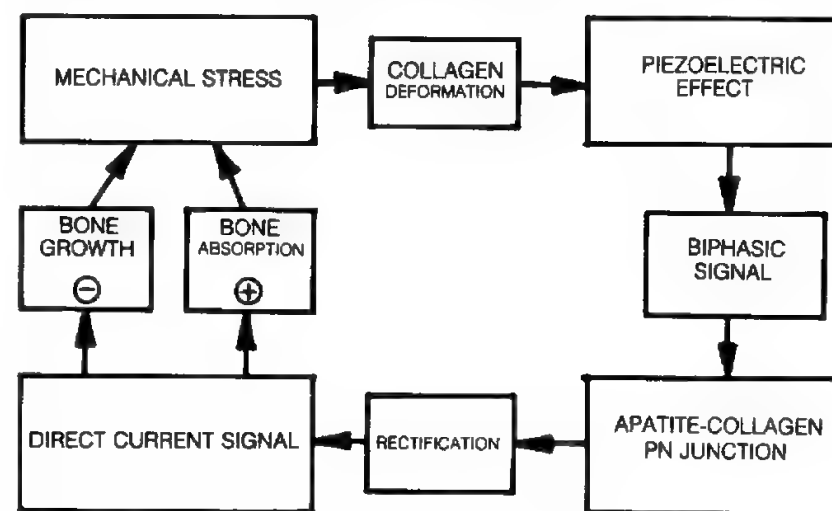 MECHANICAL STRESS
COLLAGEN
DEFORMATION
PIEZOELECTRIC
EFFECT
BONE
GROWTH
⊖
BONE
ABSORPTION
⊕
BIPHASIC
SIGNAL
DIRECT CURRENT SIGNAL
RECTIFICATION
APATITE-COLLAGEN
PN JUNCTION